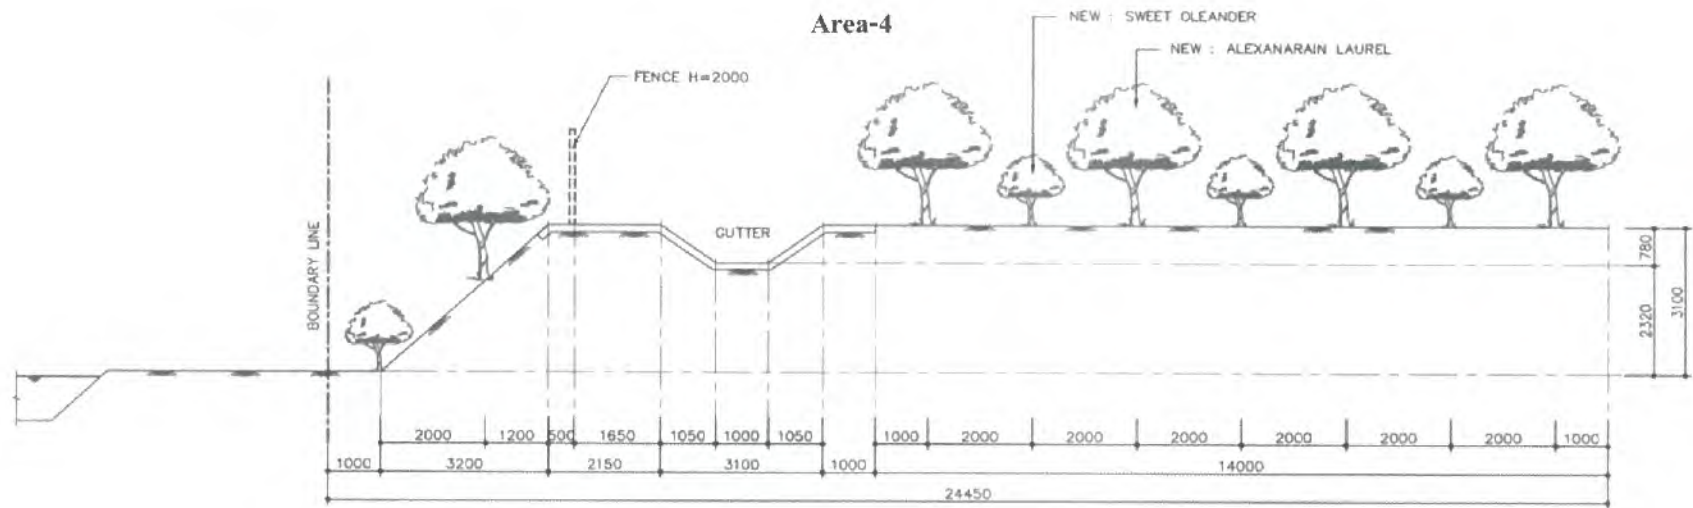 Area-4
NEW : SWEET OLEANDER
NEW : ALEXANARAIN LAUREL
FENCE H=2000
BOUNDARY LINE
GUTTER
780
2320
3100
2000 1200 500 1650 1050 1000 1050 1000 2000 2000 2000 2000 2000 2000 1000
1000 3200 2150 3100 1000 14000
24450